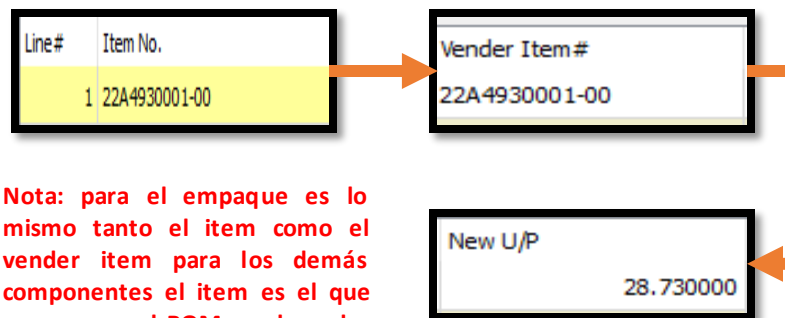 Line# Item No.
1 22A4930001-00
Vender Item#
22A4930001-00
Nota: para el empaque es lo
mismo tanto el item como el
vender item para los demás
componentes el item es el que
New U/P
28.730000